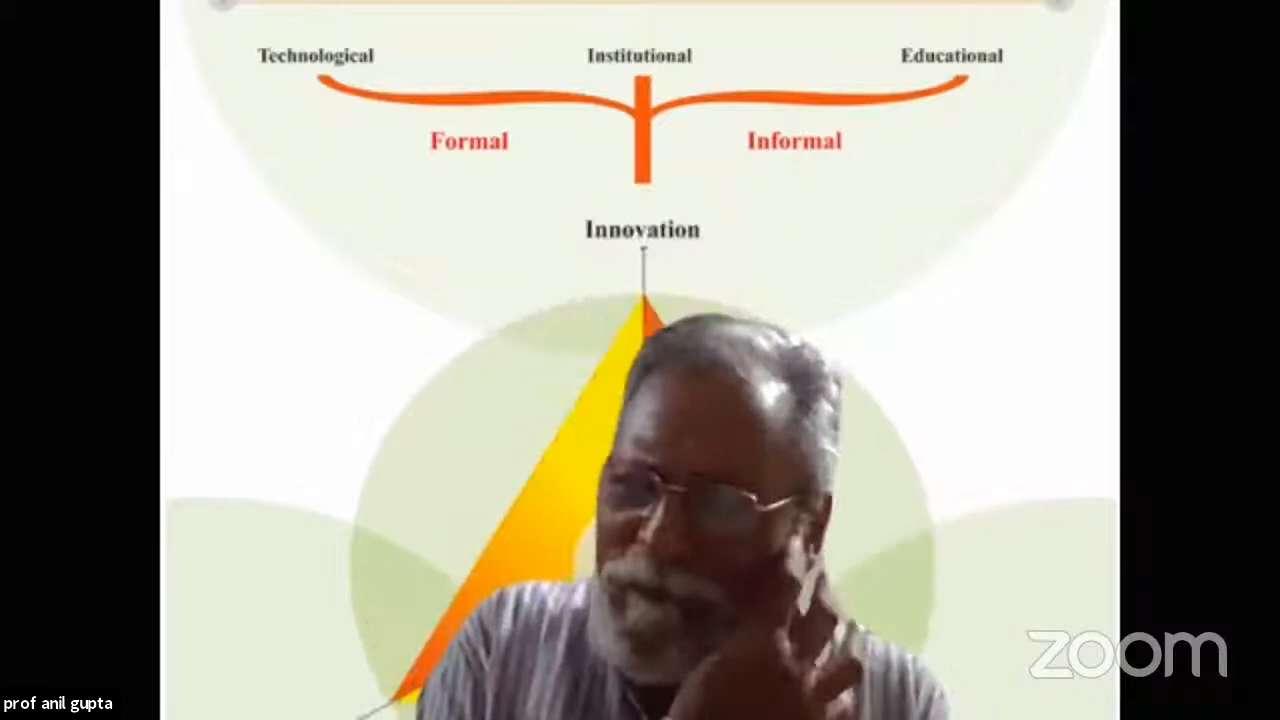 Technological Institutional Educational
Formal Informal
Innovation
zoom
prof anil gupta